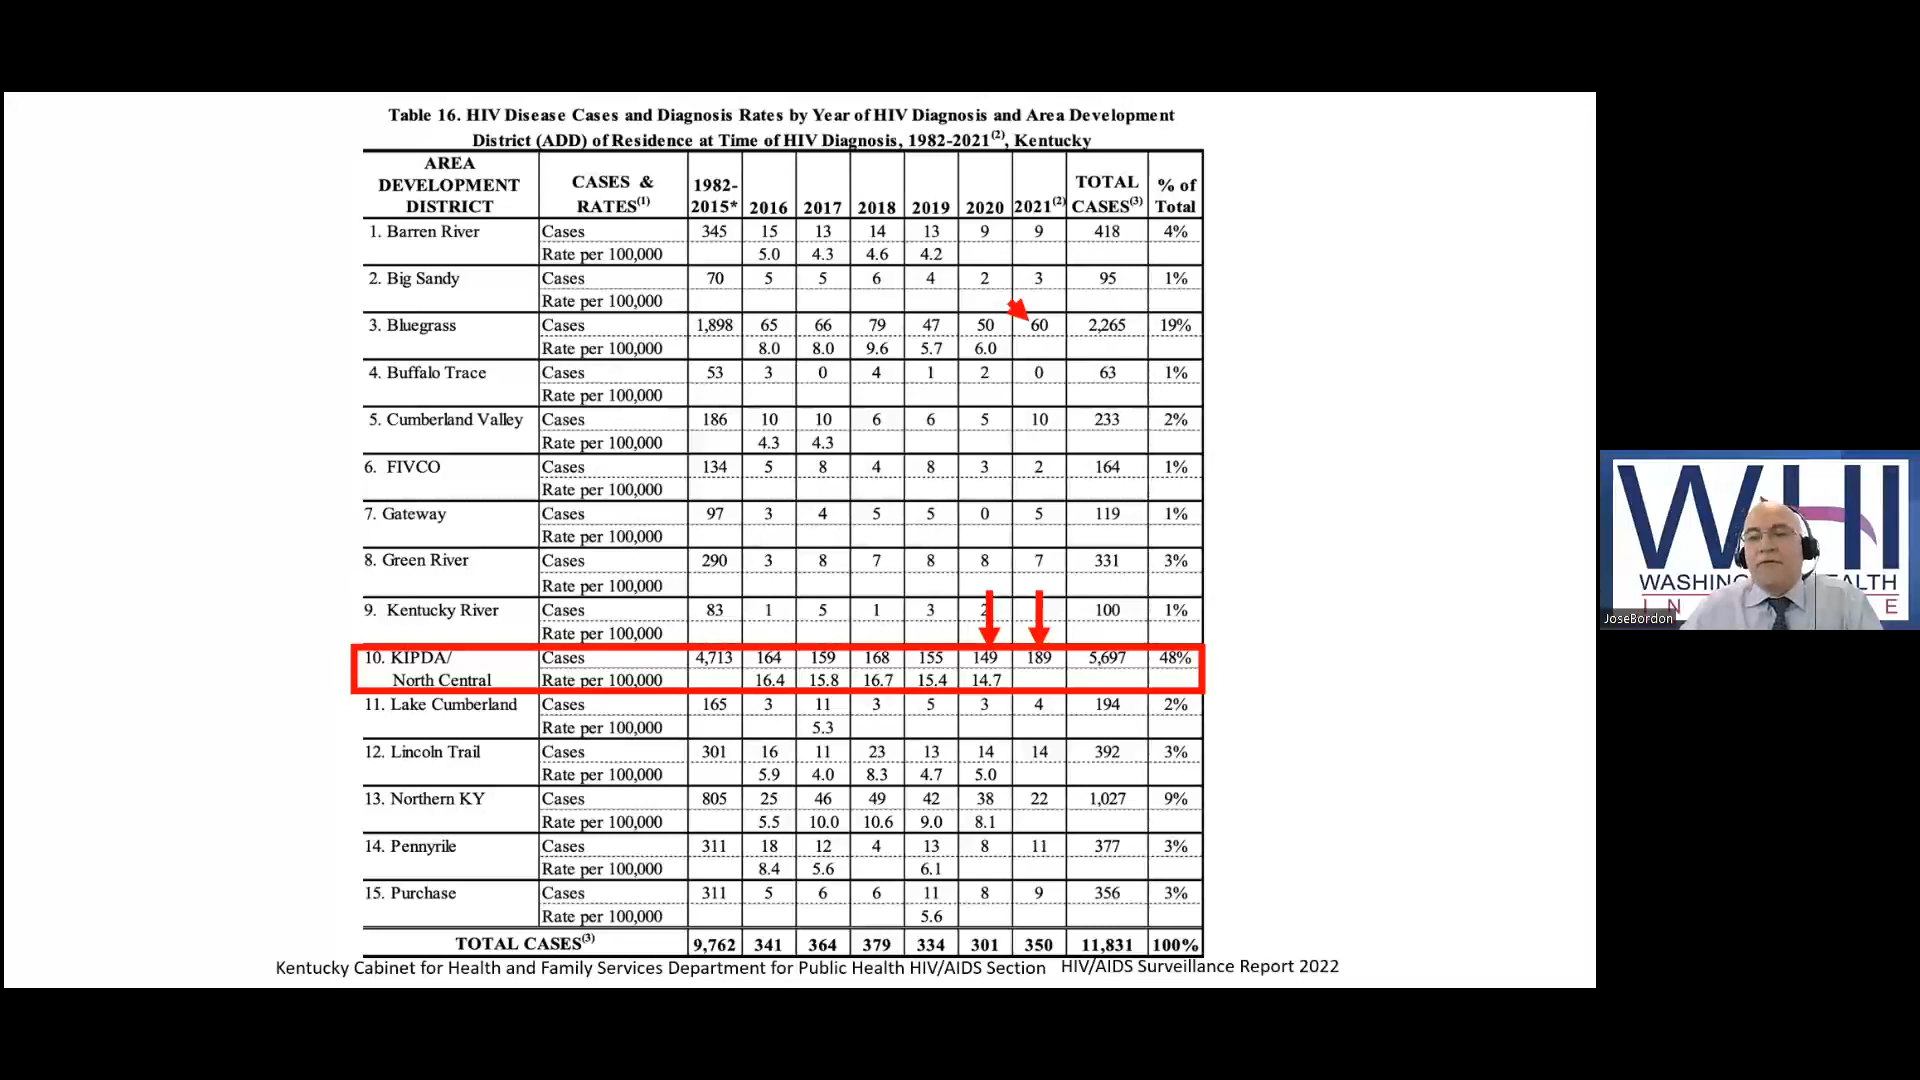 Table 16. HIV Disease Cases and Diagnosis Rates by Year of HIV Diagnosis and Area Development
District (ADD) of Residence at Time of HIV Diagnosis, 1982-2021(2), Kentucky
AREA DEVELOPMENT DISTRICT CASES & RATES(1) 1982-2015* 2016 2017 2018 2019 2020 2021(2) TOTAL CASES(3) % of Total
1. Barren River Cases 345 15 13 14 13 9 9 418 4%
Rate per 100,000 5.0 4.3 4.6 4.2
2. Big Sandy Cases 70 5 5 6 4 2 3 95 1%
Rate per 100,000
3. Bluegrass Cases 1,898 65 66 79 47 50 60 2,265 19%
Rate per 100,000 8.0 8.0 9.6 5.7 6.0
4. Buffalo Trace Cases 53 3 0 4 1 2 0 63 1%
Rate per 100,000
5. Cumberland Valley Cases 186 10 10 6 6 5 10 233 2%
Rate per 100,000 4.3 4.3
6. FIVCO Cases 134 5 8 4 8 3 2 164 1%
Rate per 100,000
7. Gateway Cases 97 3 4 5 5 0 5 119 1%
Rate per 100,000
8. Green River Cases 290 3 8 7 8 8 7 331 3%
Rate per 100,000
9. Kentucky River Cases 83 1 5 1 3 100 1%
Rate per 100,000
10. KIPDA/ Cases 4,713 164 159 168 155 149 189 5,697 48%
North Central Rate per 100,000 16.4 15.8 16.7 15.4 14.7
11. Lake Cumberland Cases 165 3 11 3 5 3 4 194 2%
Rate per 100,000 5.3
12. Lincoln Trail Cases 301 16 11 23 13 14 14 392 3%
Rate per 100,000 5.9 4.0 8.3 4.7 5.0
13. Northern KY Cases 805 25 46 49 42 38 22 1,027 9%
Rate per 100,000 5.5 10.0 10.6 9.0 8.1
14. Pennyrile Cases 311 18 12 4 13 8 11 377 3%
Rate per 100,000 8.4 5.6 6.1
15. Purchase Cases 311 5 6 6 11 8 9 356 3%
Rate per 100,000 5.6
TOTAL CASES(3) 9,762 341 364 379 334 301 350 11,831 100%
Kentucky Cabinet for Health and Family Services Department for Public Health HIV/AIDS Section HIV/AIDS Surveillance Report 2022
WHI
JoseBordon